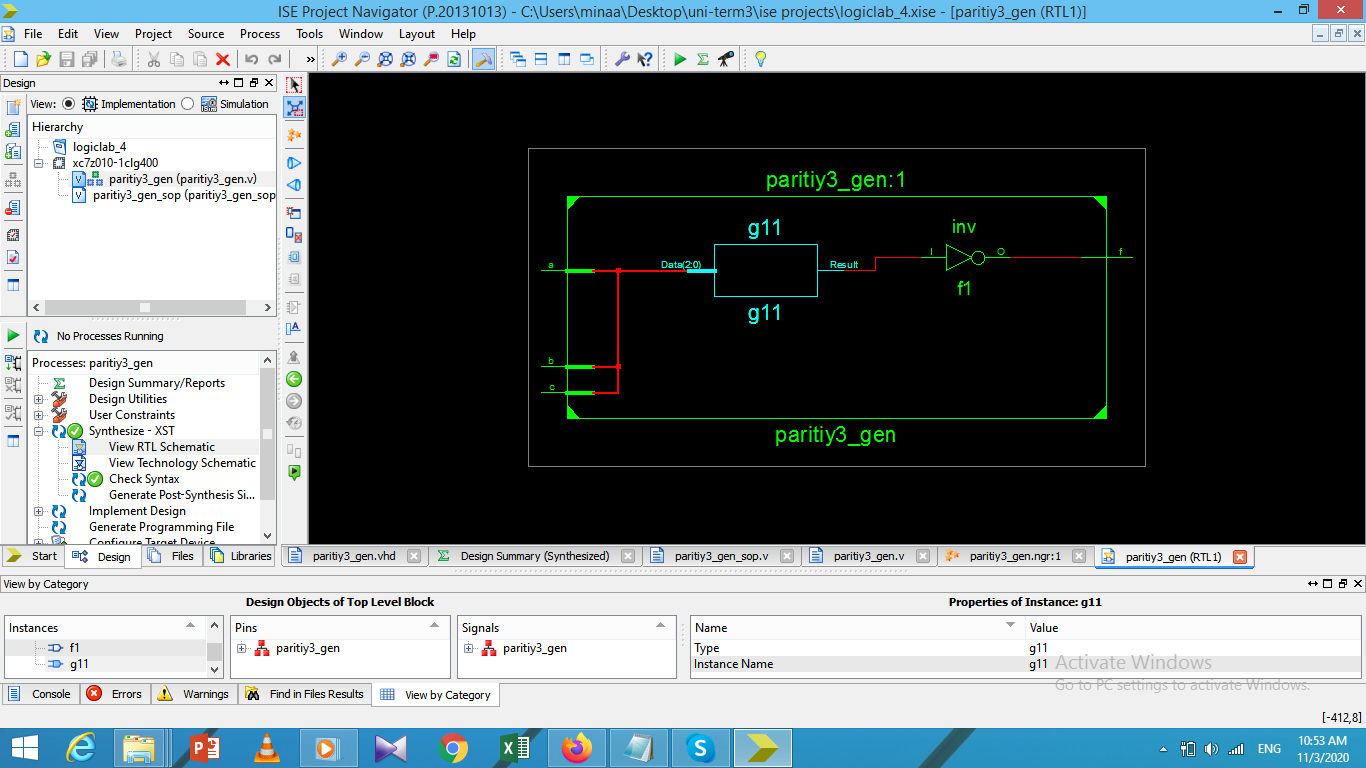 ISE Project Navigator (P.20131013) - C:\Users\minaa\Desktop\uni-term3\ise projects\logiclab_4.xise - [paritiy3_gen (RTL1)]
File Edit View Project Source Process Tools Window Layout Help
»
Design
View: Implementation Simulation
Hierarchy
logiclab_4
xc7z010-1clg400
paritiy3_gen (paritiy3_gen.v)
paritiy3_gen_sop (paritiy3_gen_sop
No Processes Running
Processes: paritiy3_gen
Design Summary/Reports
Design Utilities
User Constraints
Synthesize - XST
View RTL Schematic
View Technology Schematic
Check Syntax
Generate Post-Synthesis Si...
Implement Design
Generate Programming File
Configure Target Device
Start Design Files Libraries
paritiy3_gen:1
g11
inv
a
Data(2:0)
Result
I
O
f
g11
f1
b
c
paritiy3_gen
paritiy3_gen.vhd Design Summary (Synthesized) paritiy3_gen_sop.v paritiy3_gen.v paritiy3_gen.ngr:1 paritiy3_gen (RTL1)
View by Category
Design Objects of Top Level Block
Properties of Instance: g11
Instances Pins Signals Name Value
f1 paritiy3_gen paritiy3_gen Type g11
g11 Instance Name g11
Activate Windows
Go to PC settings to activate Windows.
Console Errors Warnings Find in Files Results View by Category
[-412,8]
ENG
10:53 AM
11/3/2020